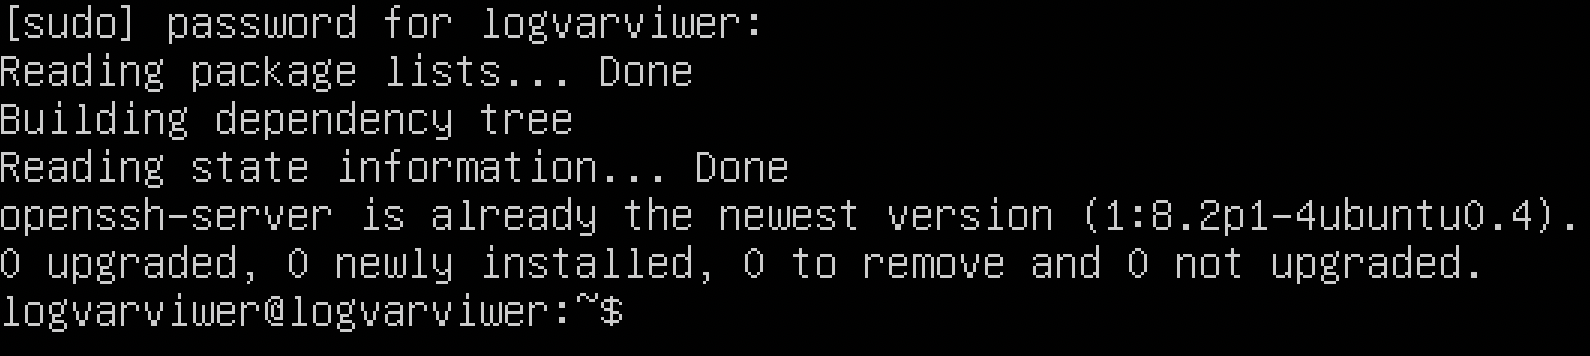 [sudo] password for logvarviwer:
Reading package lists... Done
Building dependency tree
Reading state information... Done
openssh-server is already the newest version (1:8.2p1-4ubuntu0.4).
0 upgraded, 0 newly installed, 0 to remove and 0 not upgraded.
logvarviwer@logvarviwer:~$